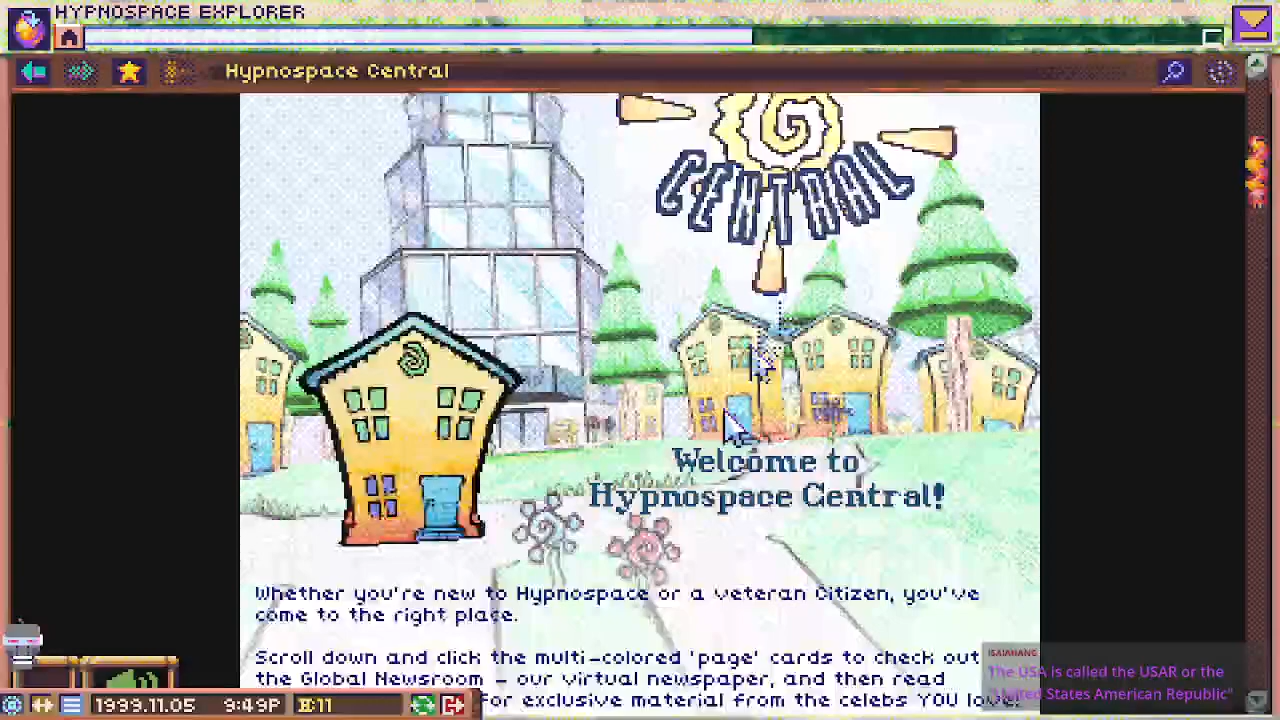 HYPNOSPACE EXPLORER
Hypnospace Central
CENTRAL
Welcome to
Hypnospace Central!
Whether you're new to Hypnospace or a veteran Citizen, you've
come to the right place.
Scroll down and click the multi-colored 'page' cards to check out
the Global Newsroom - our virtual newspaper, and then read
For exclusive material from the celebs YOU love.
ISAIAHANG
The USA is called the USAR or the
"United States American Republic"
1999.11.05 9:49P :11